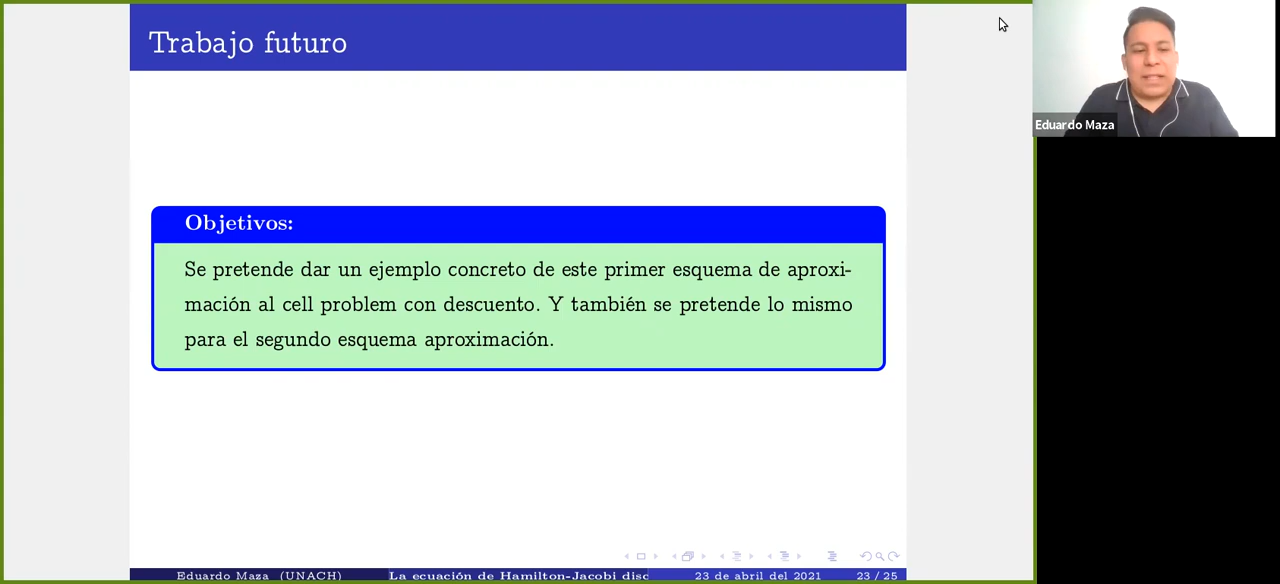 Trabajo futuro
Eduardo Maza
Objetivos:
Se pretende dar un ejemplo concreto de este primer esquema de aproxi-
mación al cell problem con descuento. Y también se pretende lo mismo
para el segundo esquema aproximación.
Eduardo Maza (UNACH)
La ecuación de Hamilton-Jacobi disc
23 de abril del 2021
23 / 25